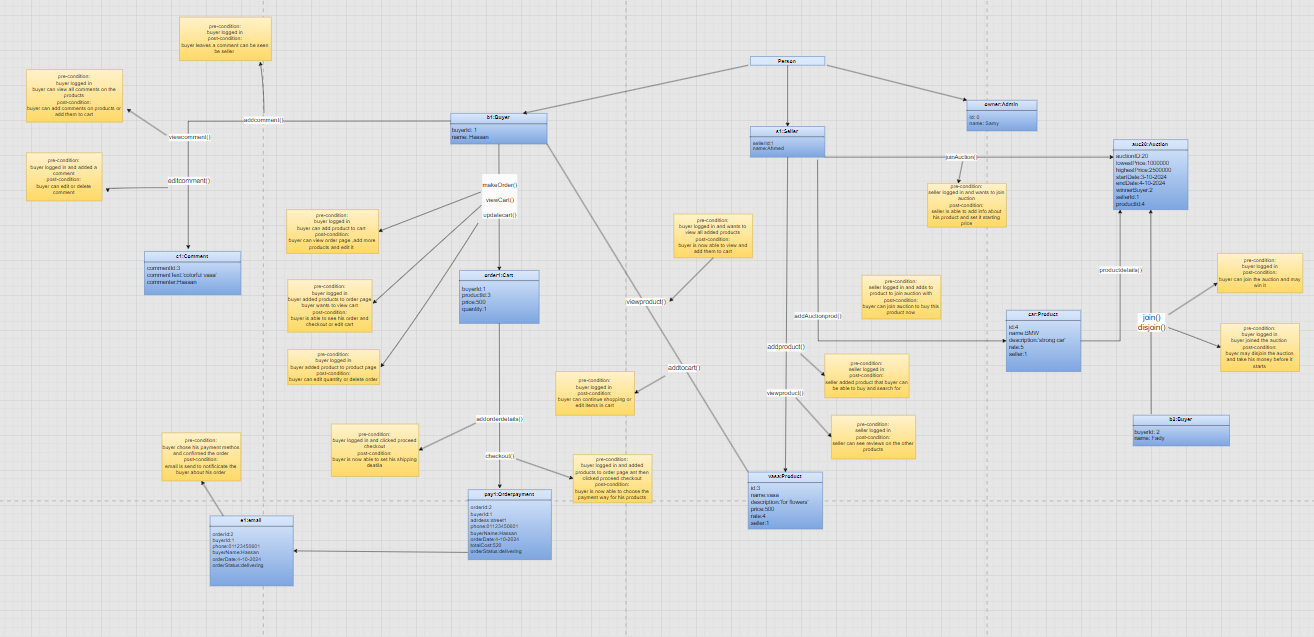 pre-condition:
buyer logged in
post-condition:
buyer leaves a comment can be seen
be seller
pre-condition:
buyer logged in
buyer can view all comments on the
products
post-condition:
buyer can add comments on products or
add them to cart
pre-condition:
buyer logged in and added a
comment
post-condition:
buyer can edit or delete
comment
addcomment()
viewcomment()
editcomment()
c1:Comment
commentId:3
commentText:'colorful vasa'
commenter:Hassan
Person
b1:Buyer
buyerId: 1
name: Hassan
s1:Seller
sellerId:1
name:Ahmed
owner:Admin
id: 0
name: Samy
makeOrder()
viewCart()
updatecart()
pre-condition:
buyer logged in
buyer can add product to cart
post-condition:
buyer can view order page ,add more
products and edit it
pre-condition:
buyer logged in
buyer added products to order page
buyer wants to view cart
post-condition:
buyer is able to see his order and
checkout or edit cart
pre-condition:
buyer logged in
buyer added product to product page
post-condition:
buyer can edit quantity or delete order
order1:Cart
buyerId:1
productId:3
price:500
quantity:1
pre-condition:
buyer logged in and wants to
view all added products
post-condition:
buyer is now able to view and
add them to cart
viewproduct()
addtocart()
pre-condition:
buyer logged in
post-condition:
buyer can continue shopping or
edit items in cart
addorderdetails()
checkout()
pre-condition:
buyer logged in and clicked proceed
checkout
post-condition:
buyer is now able to set his shipping
pre-condition:
buyer logged in and added
products to order page ant then
clicked proceed checkout
post-condition:
buyer is now able to choose the
payment way for his products
pre-condition:
buyer chose his payment methos
and confirmed the order
post-condition:
email is send to notificicate the
buyer about his order
pay1:Orderpayment
orderId:2
buyerId:1
phone:01123450601
buyerName:Hassan
orderDate:4-10-2024
totalCost:520
orderStatus:delivering
e1:email
orderId:2
buyerId:1
phone:01123450601
buyerName:Hassan
orderDate:4-10-2024
orderStatus:delivering
joinAuction()
pre-condition:
seller logged in and wants to join
auction
post-condition:
seller is able to add info about
his product and set it starting
price
auc20:Auction
auctionID:20
lowestPrice:1000000
highestPrice:2500000
startDate:3-10-2024
endDate:4-10-2024
winnerBuyer:2
sellerId:1
productId:4
pre-condition:
seller logged in and adds to
product to join auction with
post-condition:
buyer can join auction to buy this
product now
addAuctionprod()
addproduct()
viewproduct()
pre-condition:
seller logged in
post-condition:
seller added product that buyer can
be able to buy and search for
pre-condition:
seller logged in
post-condition:
seller can see reviews on the other
products
vasa:Product
id:3
name:vasa
description:'for flowers'
price:500
rate:4
seller:1
car:Product
id:4
name:BMW
description:'strong car'
rate:5
seller:1
productdetails()
join()
disjoin()
pre-condition:
buyer logged in
post-condition:
buyer can join the auction and may
win it
pre-condition:
buyer logged in
buyer joined the auction
post-condition:
buyer may disjoin the auction
and take his money before it
starts
b2:Buyer
buyerId: 2
name: Fady